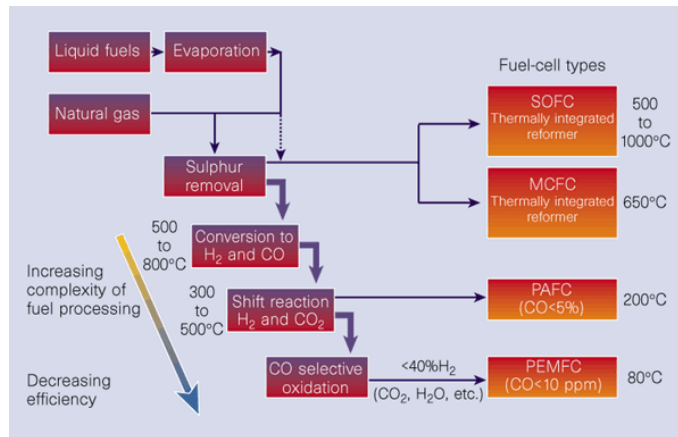 Liquid fuels
Evaporation
Fuel-cell types
Natural gas
SOFC
Thermally integrated
reformer
500
to
1000°C
Sulphur
removal
MCFC
Thermally integrated
reformer
650°C
500
to
800°C
Conversion to
H₂ and CO
Increasing
complexity of
fuel processing
300
to
500°C
Shift reaction
H₂ and CO₂
PAFC
(CO<5%)
200°C
Decreasing
efficiency
CO selective
oxidation
<40%H₂
(CO₂, H₂O, etc.)
PEMFC
(CO<10 ppm)
80°C